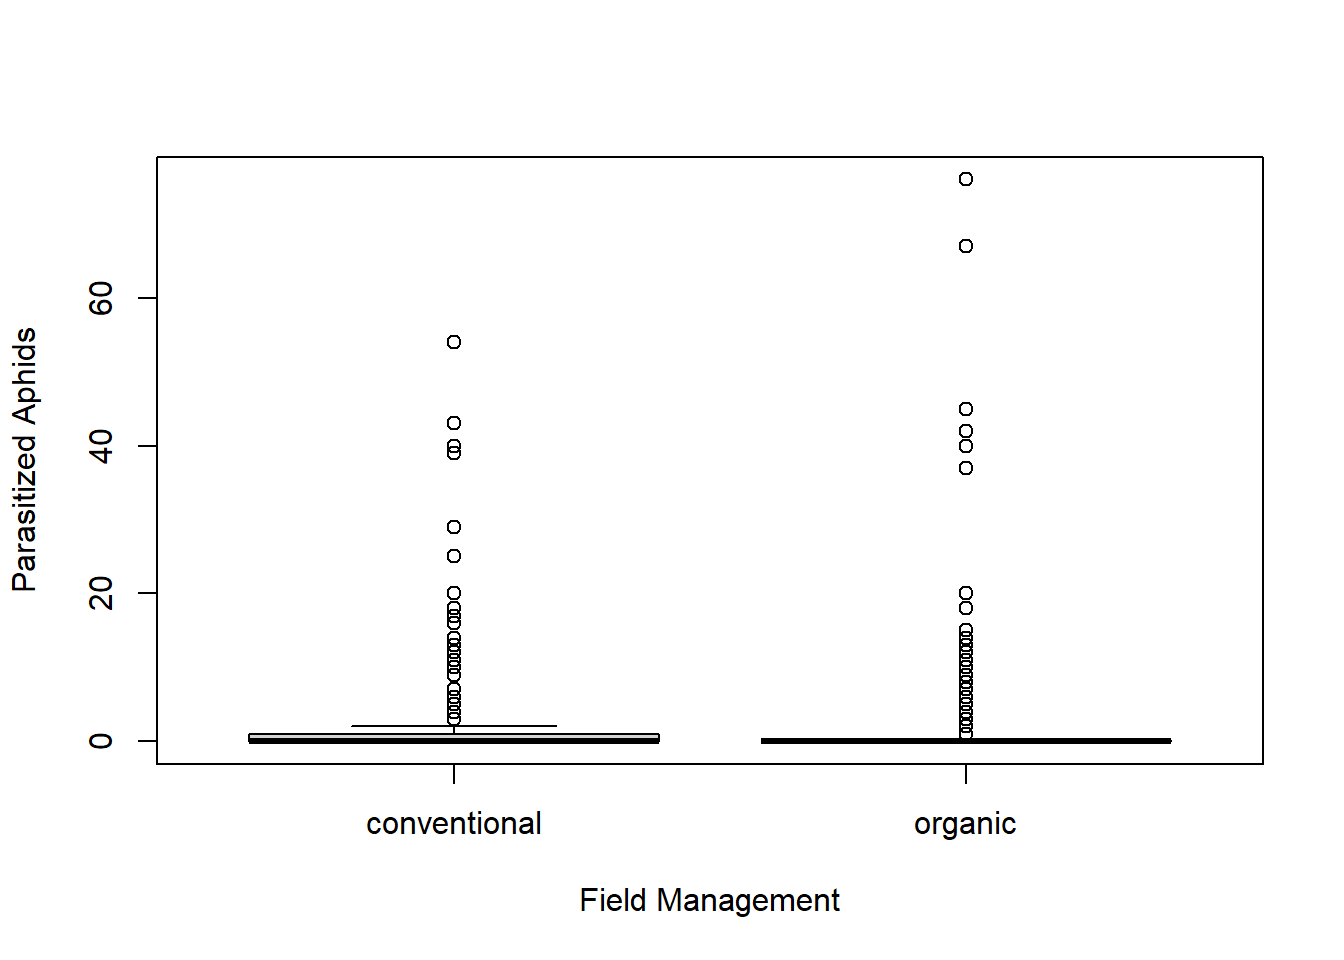 Parasitized Aphids
60
40
20
0
conventional organic
Field Management